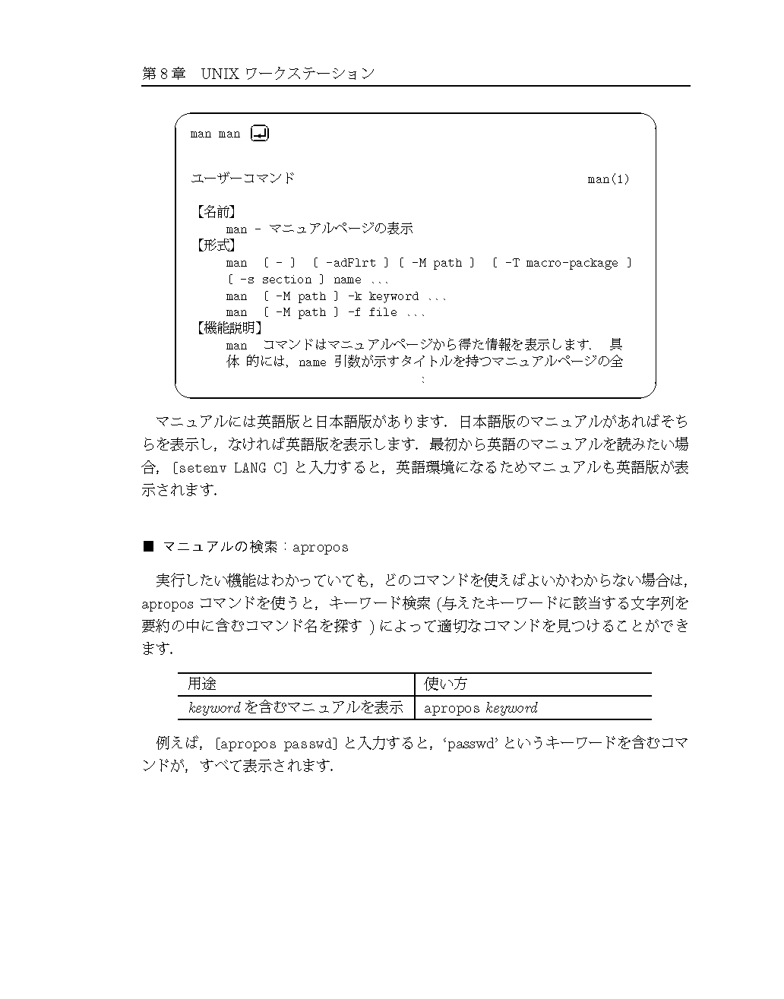 第8章　UNIX ワークステーション
man man
ユーザーコマンド man(1)
【名前】
man - マニュアルページの表示
【形式】
man [ - ] [ -adFlrt ] [ -M path ] [ -T macro-package ]
[ -s section ] name ...
man [ -M path ] -k keyword ...
man [ -M path ] -f file ...
【機能説明】
man コマンドはマニュアルページから得た情報を表示します． 具
体 的には，name 引数が示すタイトルを持つマニュアルページの全
:
マニュアルには英語版と日本語版があります．日本語版のマニュアルがあればそち
らを表示し，なければ英語版を表示します．最初から英語のマニュアルを読みたい場
合，[setenv LANG C] と入力すると，英語環境になるためマニュアルも英語版が表
示されます．
■ マニュアルの検索：apropos
実行したい機能はわかっていても，どのコマンドを使えばよいかわからない場合は，
apropos コマンドを使うと，キーワード検索 (与えたキーワードに該当する文字列を
要約の中に含むコマンド名を探す ) によって適切なコマンドを見つけることができ
ます．
用途 使い方
keyword を含むマニュアルを表示 apropos keyword
例えば，[apropos passwd] と入力すると，‘passwd’ というキーワードを含むコマ
ンドが，すべて表示されます．